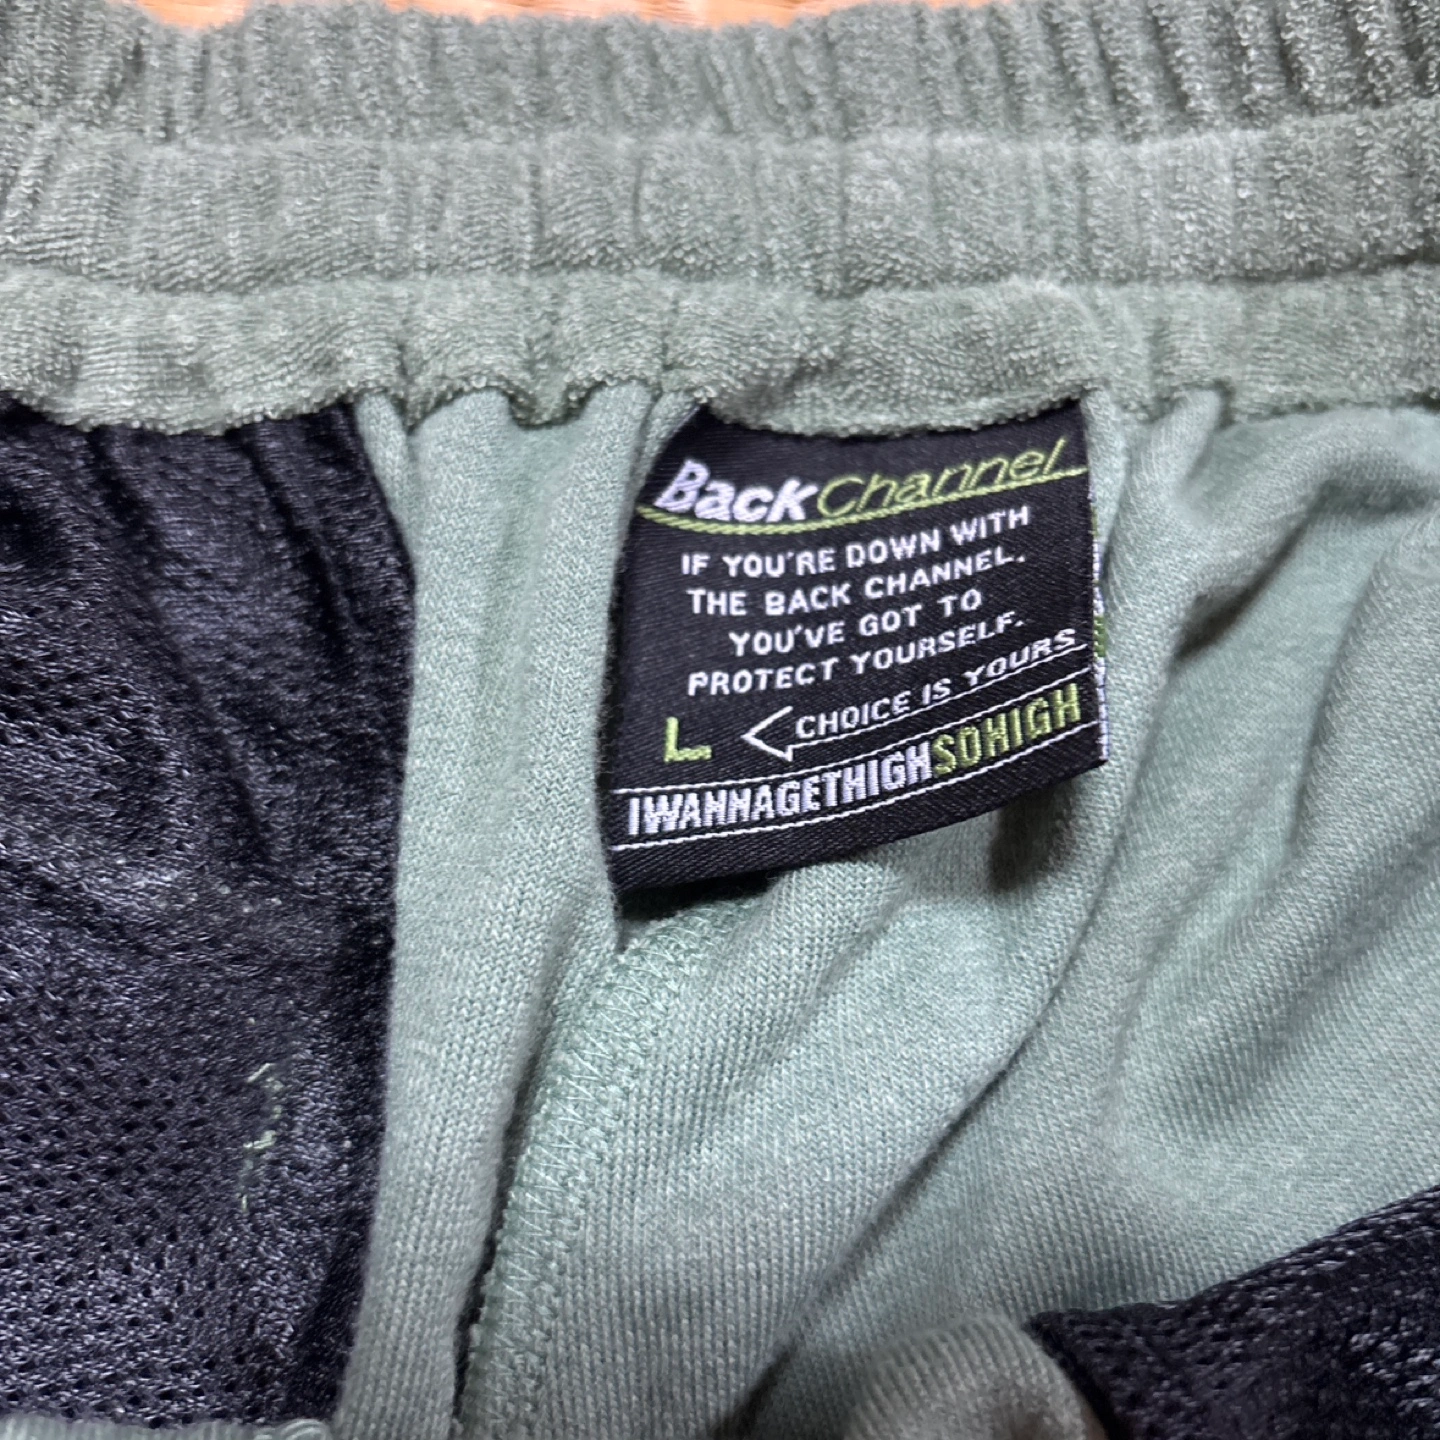 BackChannel
IF YOU'RE DOWN WITH
THE BACK CHANNEL.
YOU'VE GOT TO
PROTECT YOURSELF.
L CHOICE IS YOURS
IWANNAGETHIGHSOHIGH